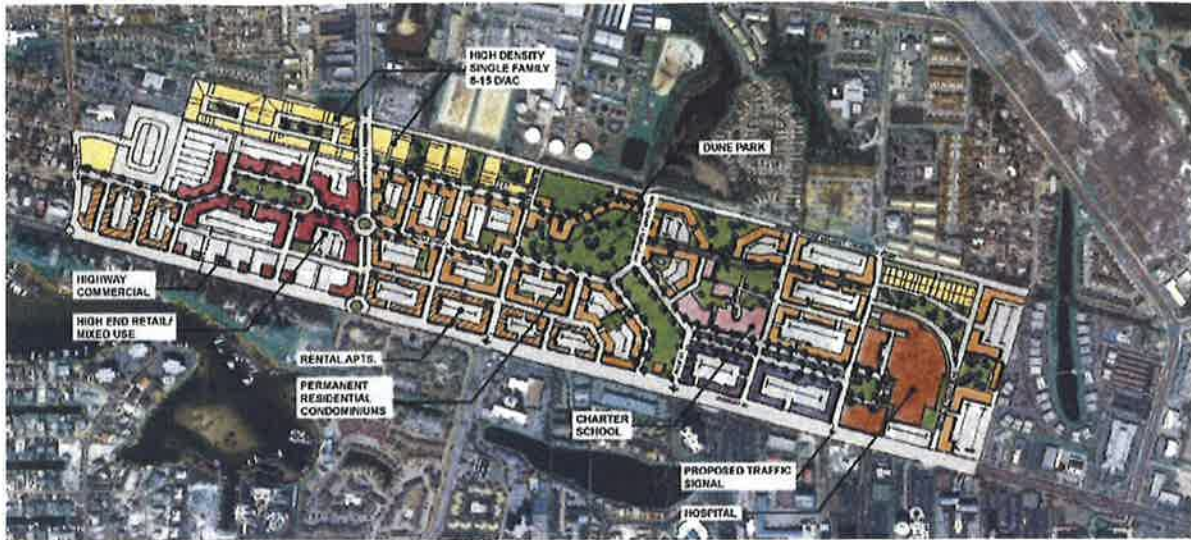 HIGH DENSITY
SINGLE FAMILY
8-15 D/AC
DUNE PARK
HIGHWAY
COMMERCIAL
HIGH END RETAIL/
MIXED USE
RENTAL APTS.
PERMANENT
RESIDENTIAL
CONDOMINIUMS
CHARTER
SCHOOL
PROPOSED TRAFFIC
SIGNAL
HOSPITAL